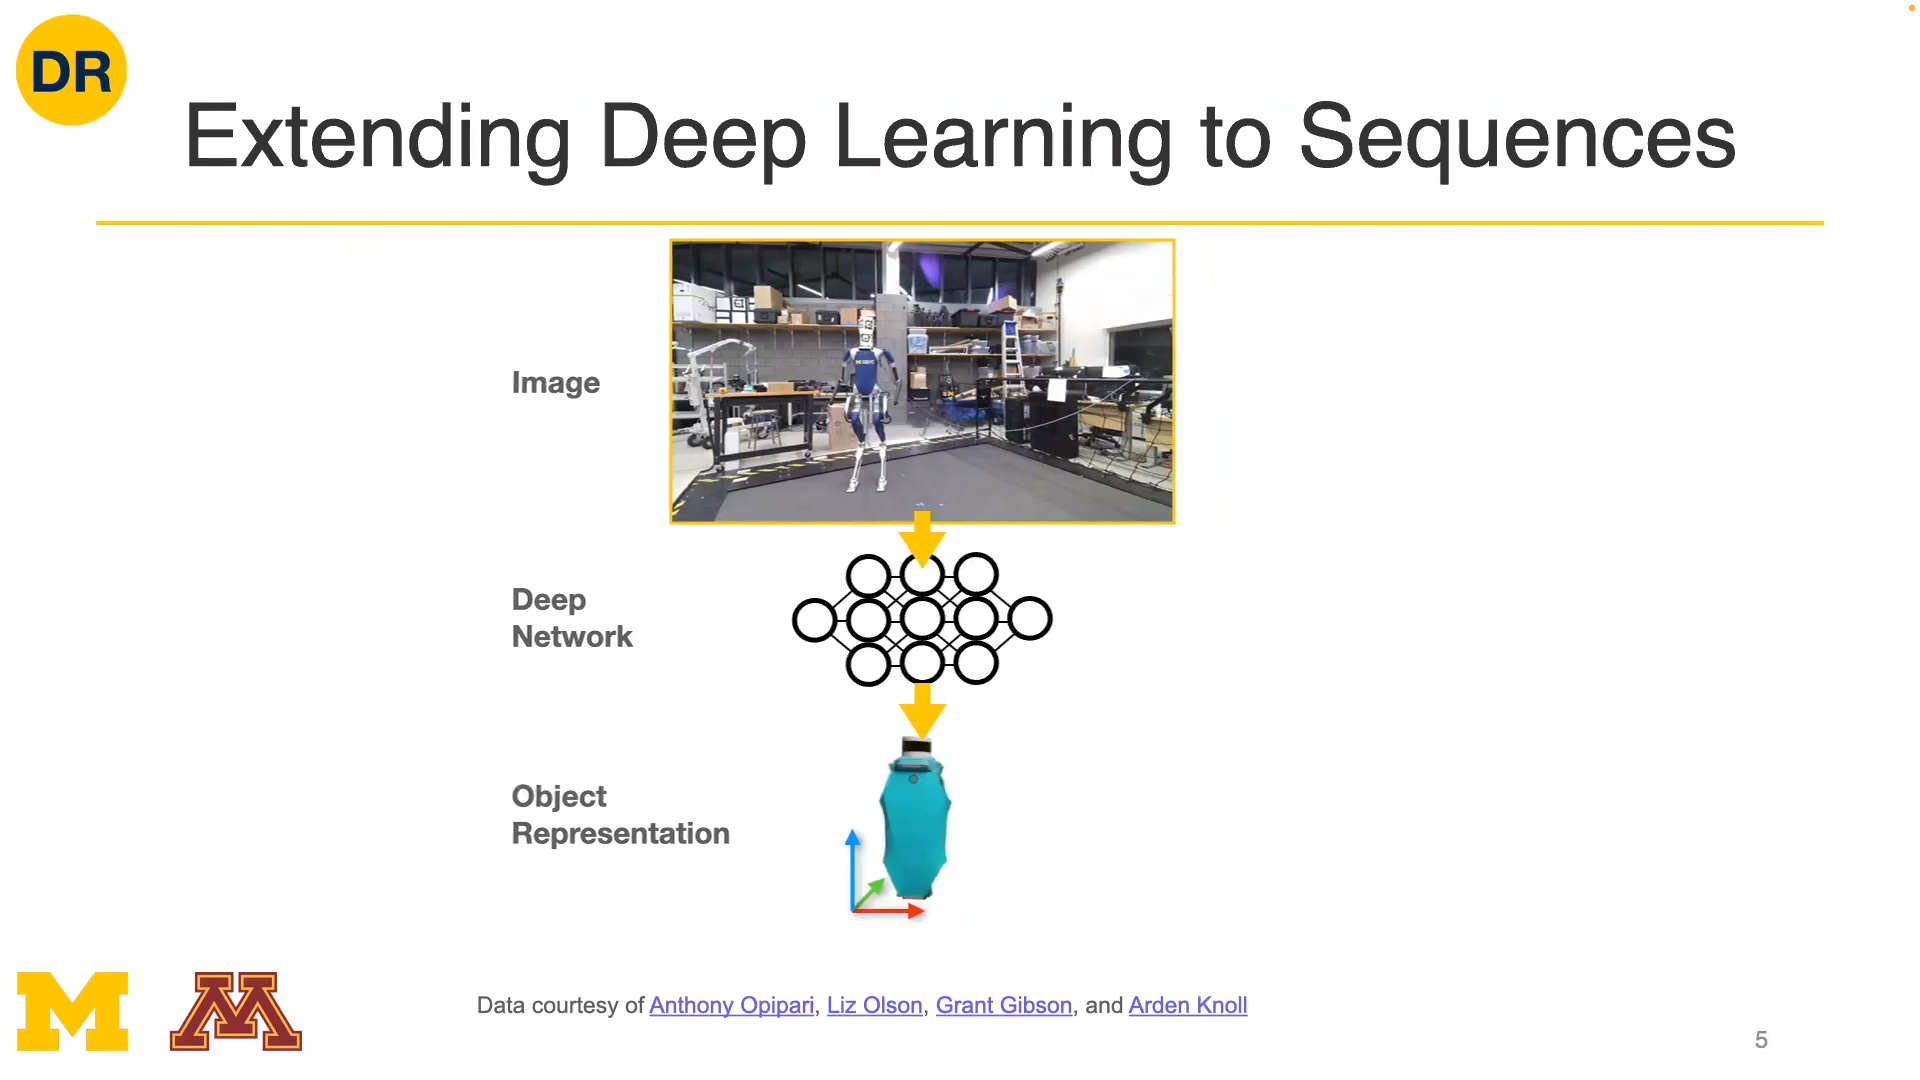 DR
Extending Deep Learning to Sequences
Image
Deep
Network
Object
Representation
Data courtesy of Anthony Opipari, Liz Olson, Grant Gibson, and Arden Knoll
5